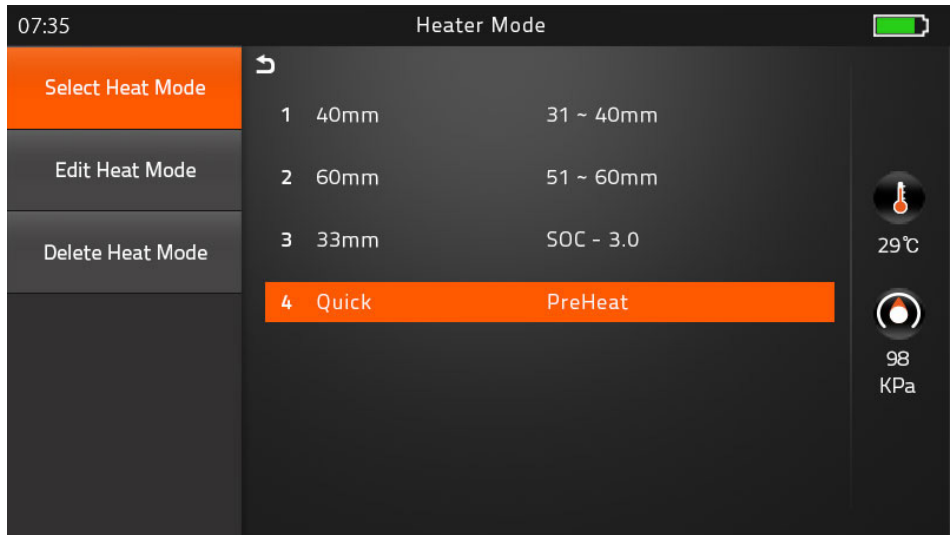 07:35 Heater Mode
Select Heat Mode
Edit Heat Mode
Delete Heat Mode
1 40mm 31 ~ 40mm
2 60mm 51 ~ 60mm
3 33mm SOC - 3.0
4 Quick PreHeat
29℃
98
KPa